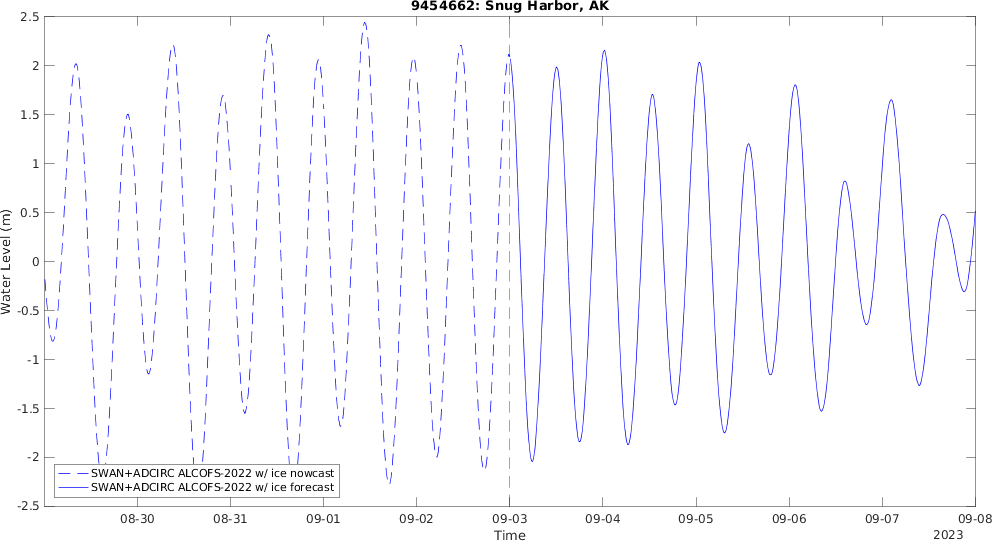 9454662: Snug Harbor, AK
2.5
2
1.5
1
0.5
0
-0.5
-1
-1.5
-2
-2.5
Water Level (m)
SWAN+ADCIRC ALCOFS-2022 w/ ice nowcast
SWAN+ADCIRC ALCOFS-2022 w/ ice forecast
08-30 08-31 09-01 09-02 09-03 09-04 09-05 09-06 09-07 09-08
Time
2023